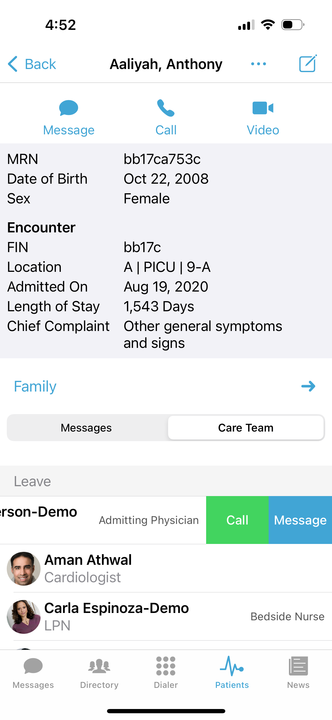 4:52
Back
Aaliyah, Anthony
Message Call Video
MRN bb17ca753c
Date of Birth Oct 22, 2008
Sex Female
Encounter
FIN bb17c
Location A | PICU | 9-A
Admitted On Aug 19, 2020
Length of Stay 1,543 Days
Chief Complaint Other general symptoms
and signs
Family
Messages Care Team
Leave
erson-Demo Admitting Physician Call Message
Aman Athwal
Cardiologist
Carla Espinoza-Demo
LPN Bedside Nurse
Messages Directory Dialer Patients News